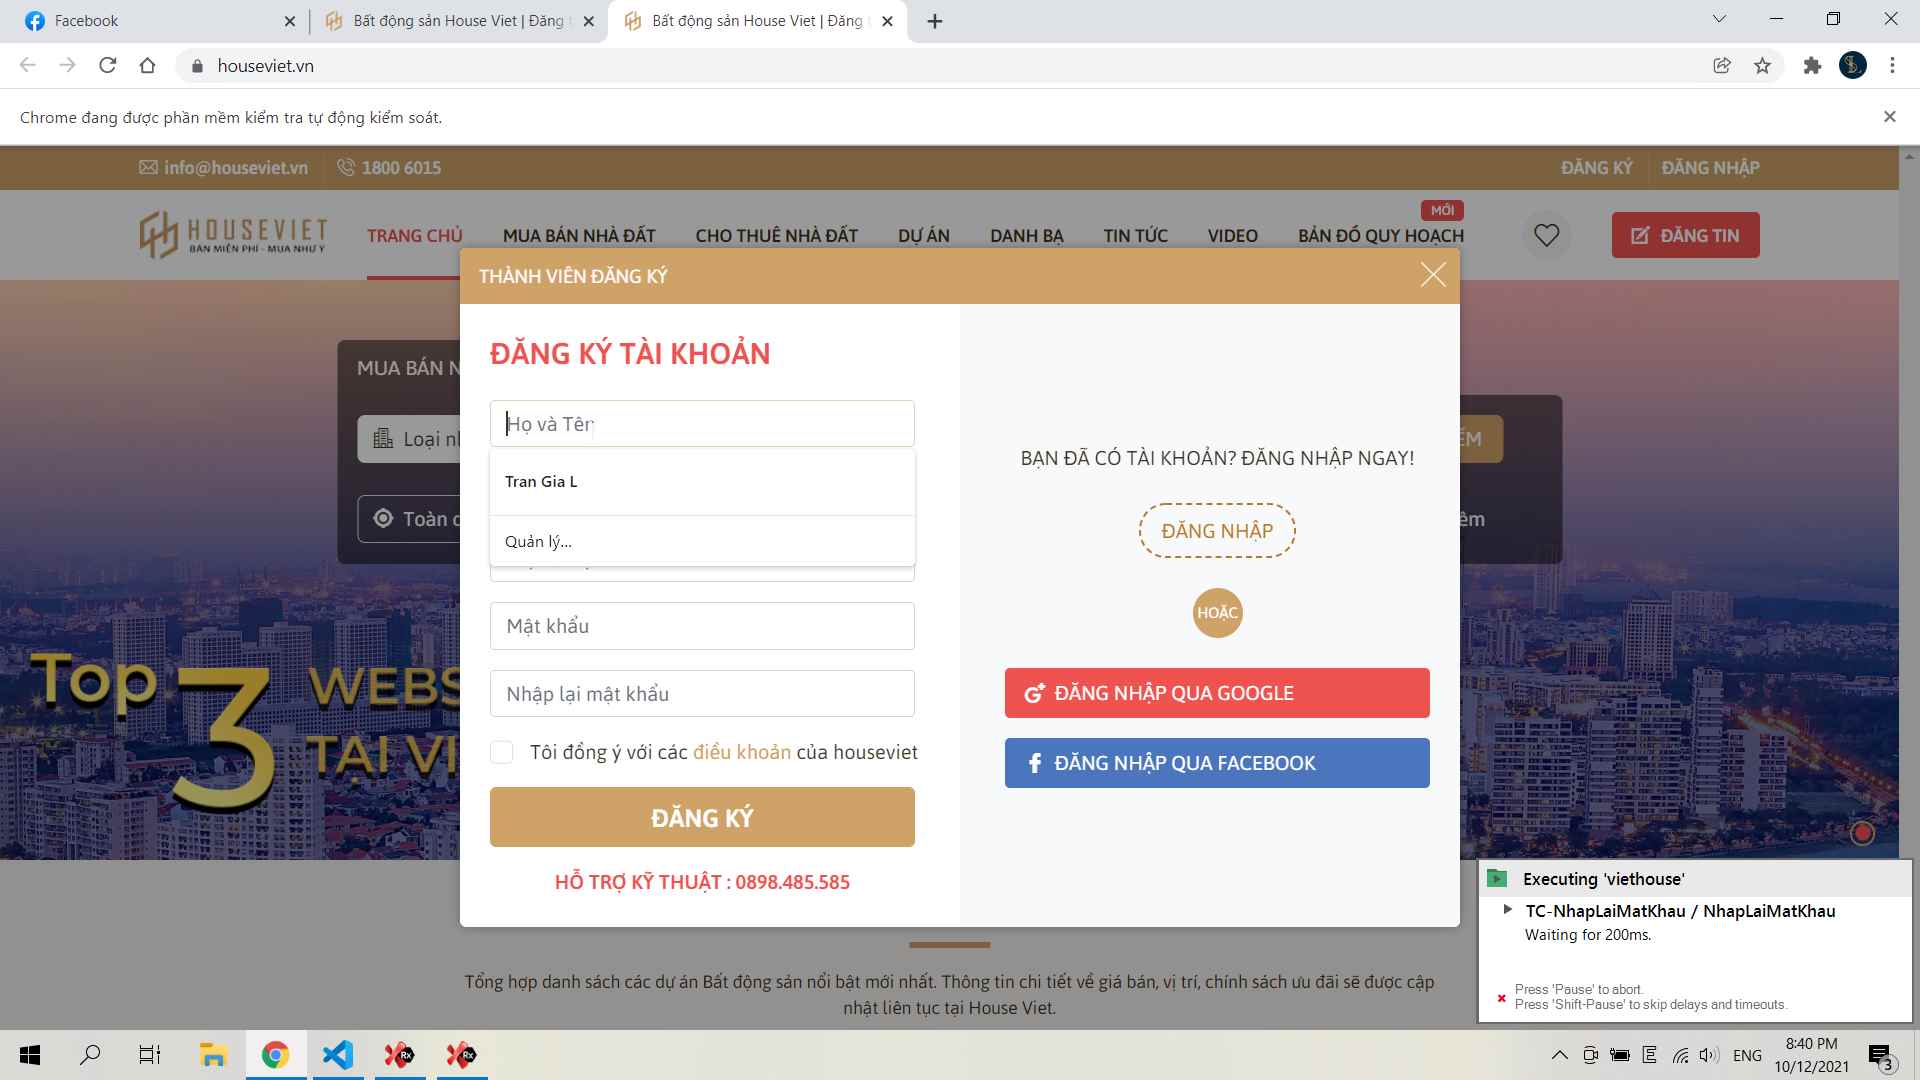 Facebook
Bất động sản House Viet | Đăng
Bất động sản House Viet | Đăng
houseviet.vn
Chrome đang được phần mềm kiểm tra tự động kiểm soát.
info@houseviet.vn
1800 6015
ĐĂNG KÝ
ĐĂNG NHẬP
HOUSEVIET
BÁN MIỄN PHÍ - MUA NHƯ Ý
TRANG CHỦ
MUA BÁN NHÀ ĐẤT
CHO THUÊ NHÀ ĐẤT
DỰ ÁN
DANH BẠ
TIN TỨC
VIDEO
MỚI
BẢN ĐỒ QUY HOẠCH
ĐĂNG TIN
THÀNH VIÊN ĐĂNG KÝ
ĐĂNG KÝ TÀI KHOẢN
MUA BÁN N
Họ và Tên
Loại nh
Tran Gia L
Toàn q
Quản lý...
Mật khẩu
Nhập lại mật khẩu
Tôi đồng ý với các điều khoản của houseviet
ĐĂNG KÝ
HỖ TRỢ KỸ THUẬT : 0898.485.585
BẠN ĐÃ CÓ TÀI KHOẢN? ĐĂNG NHẬP NGAY!
ĐĂNG NHẬP
HOẶC
ĐĂNG NHẬP QUA GOOGLE
ĐĂNG NHẬP QUA FACEBOOK
ẾM
êm
Top 3 WEBS
TẠI VI
Tổng hợp danh sách các dự án Bất động sản nổi bật mới nhất. Thông tin chi tiết về giá bán, vị trí, chính sách ưu đãi sẽ được cập
nhật liên tục tại House Viet.
Executing 'viethouse'
TC-NhapLaiMatKhau / NhapLaiMatKhau
Waiting for 200ms.
Press 'Pause' to abort.
Press 'Shift-Pause' to skip delays and timeouts.
ENG
8:40 PM
10/12/2021
3